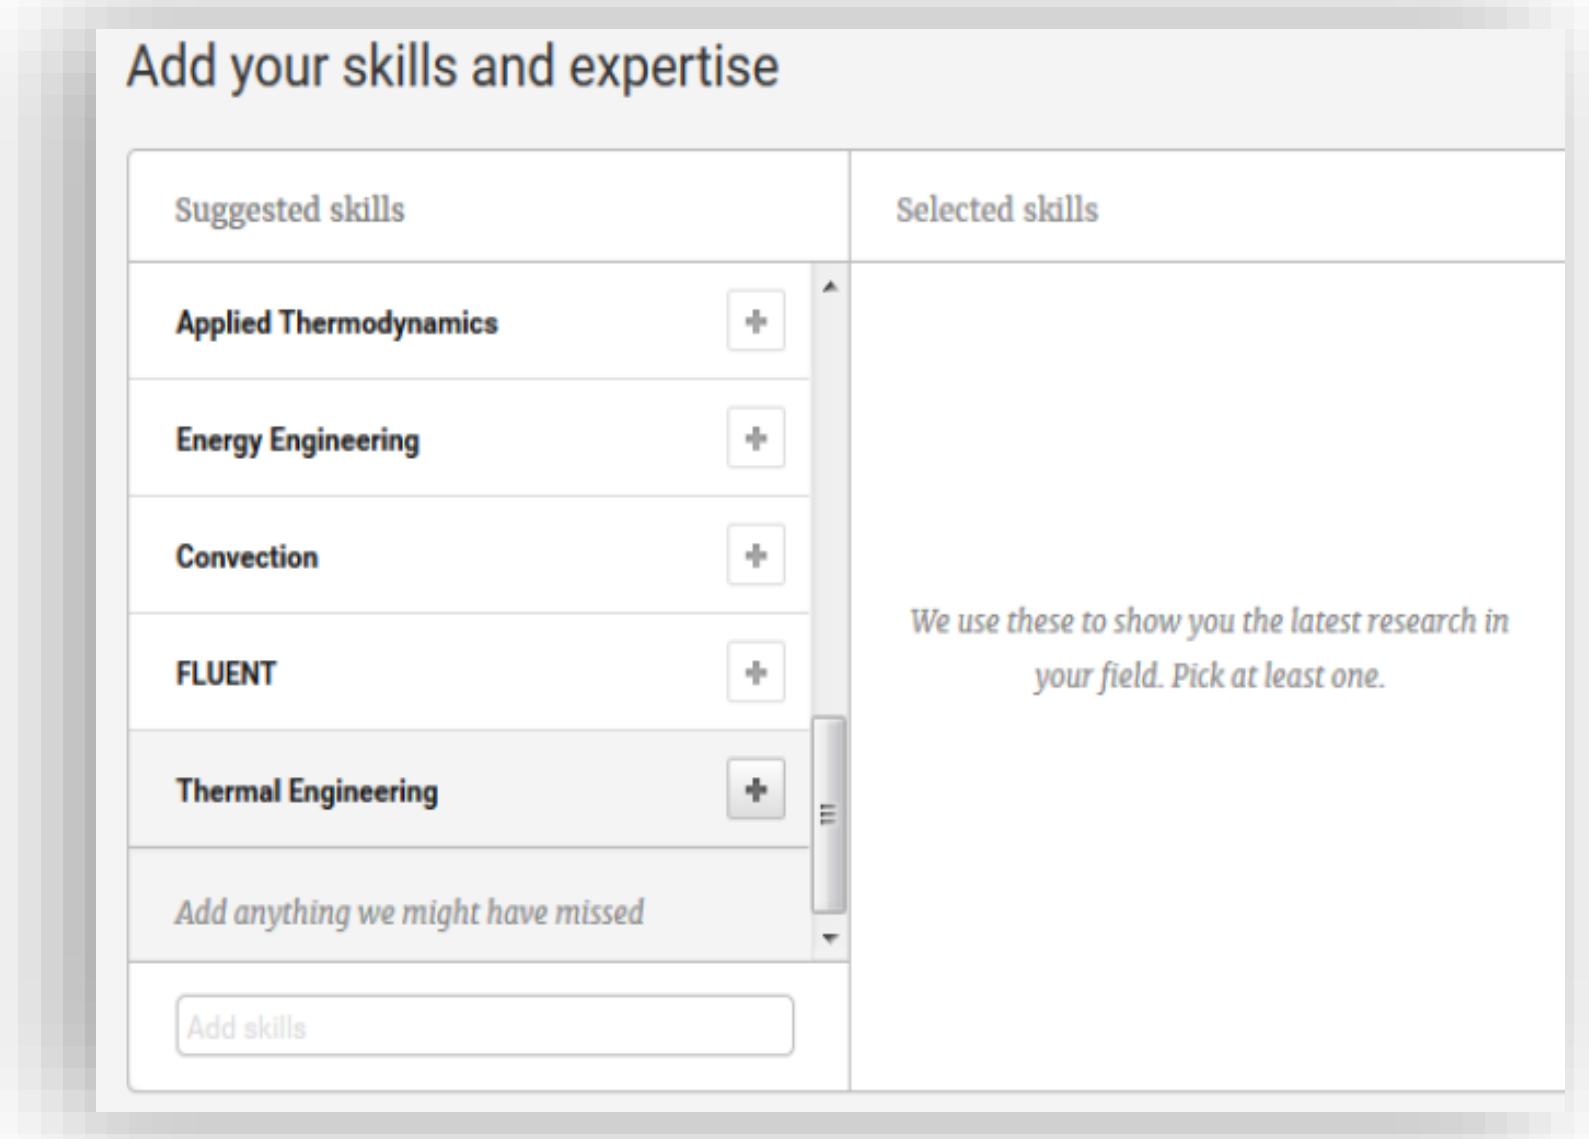 Add your skills and expertise
Suggested skills
Selected skills
Applied Thermodynamics
Energy Engineering
Convection
FLUENT
Thermal Engineering
Add anything we might have missed
Add skills
We use these to show you the latest research in
your field. Pick at least one.